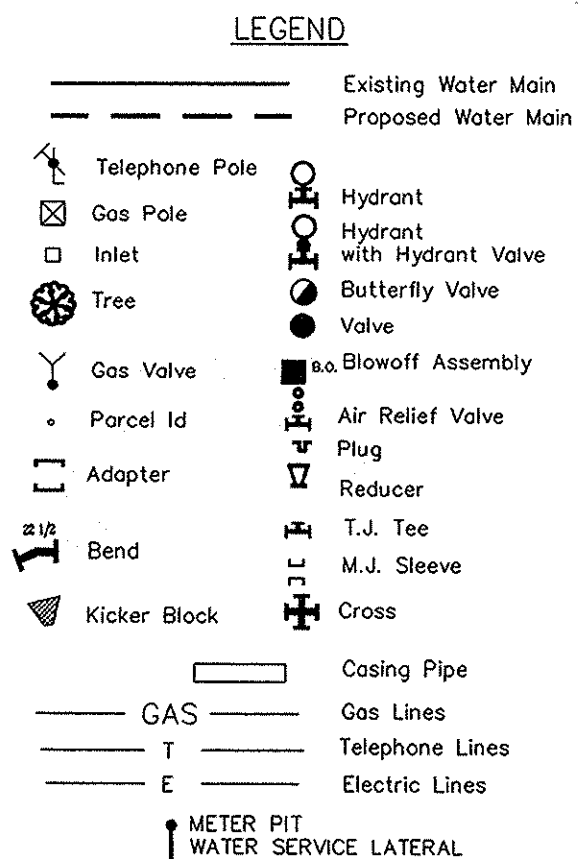 LEGEND
Existing Water Main
Proposed Water Main
Telephone Pole
Gas Pole
Inlet
Tree
Gas Valve
Parcel Id
Adapter
22 1/2
Bend
Kicker Block
Hydrant
Hydrant
with Hydrant Valve
Butterfly Valve
Valve
B.O. Blowoff Assembly
Air Relief Valve
Plug
Reducer
T.J. Tee
M.J. Sleeve
Cross
Casing Pipe
GAS Gas Lines
T Telephone Lines
E Electric Lines
METER PIT
WATER SERVICE LATERAL